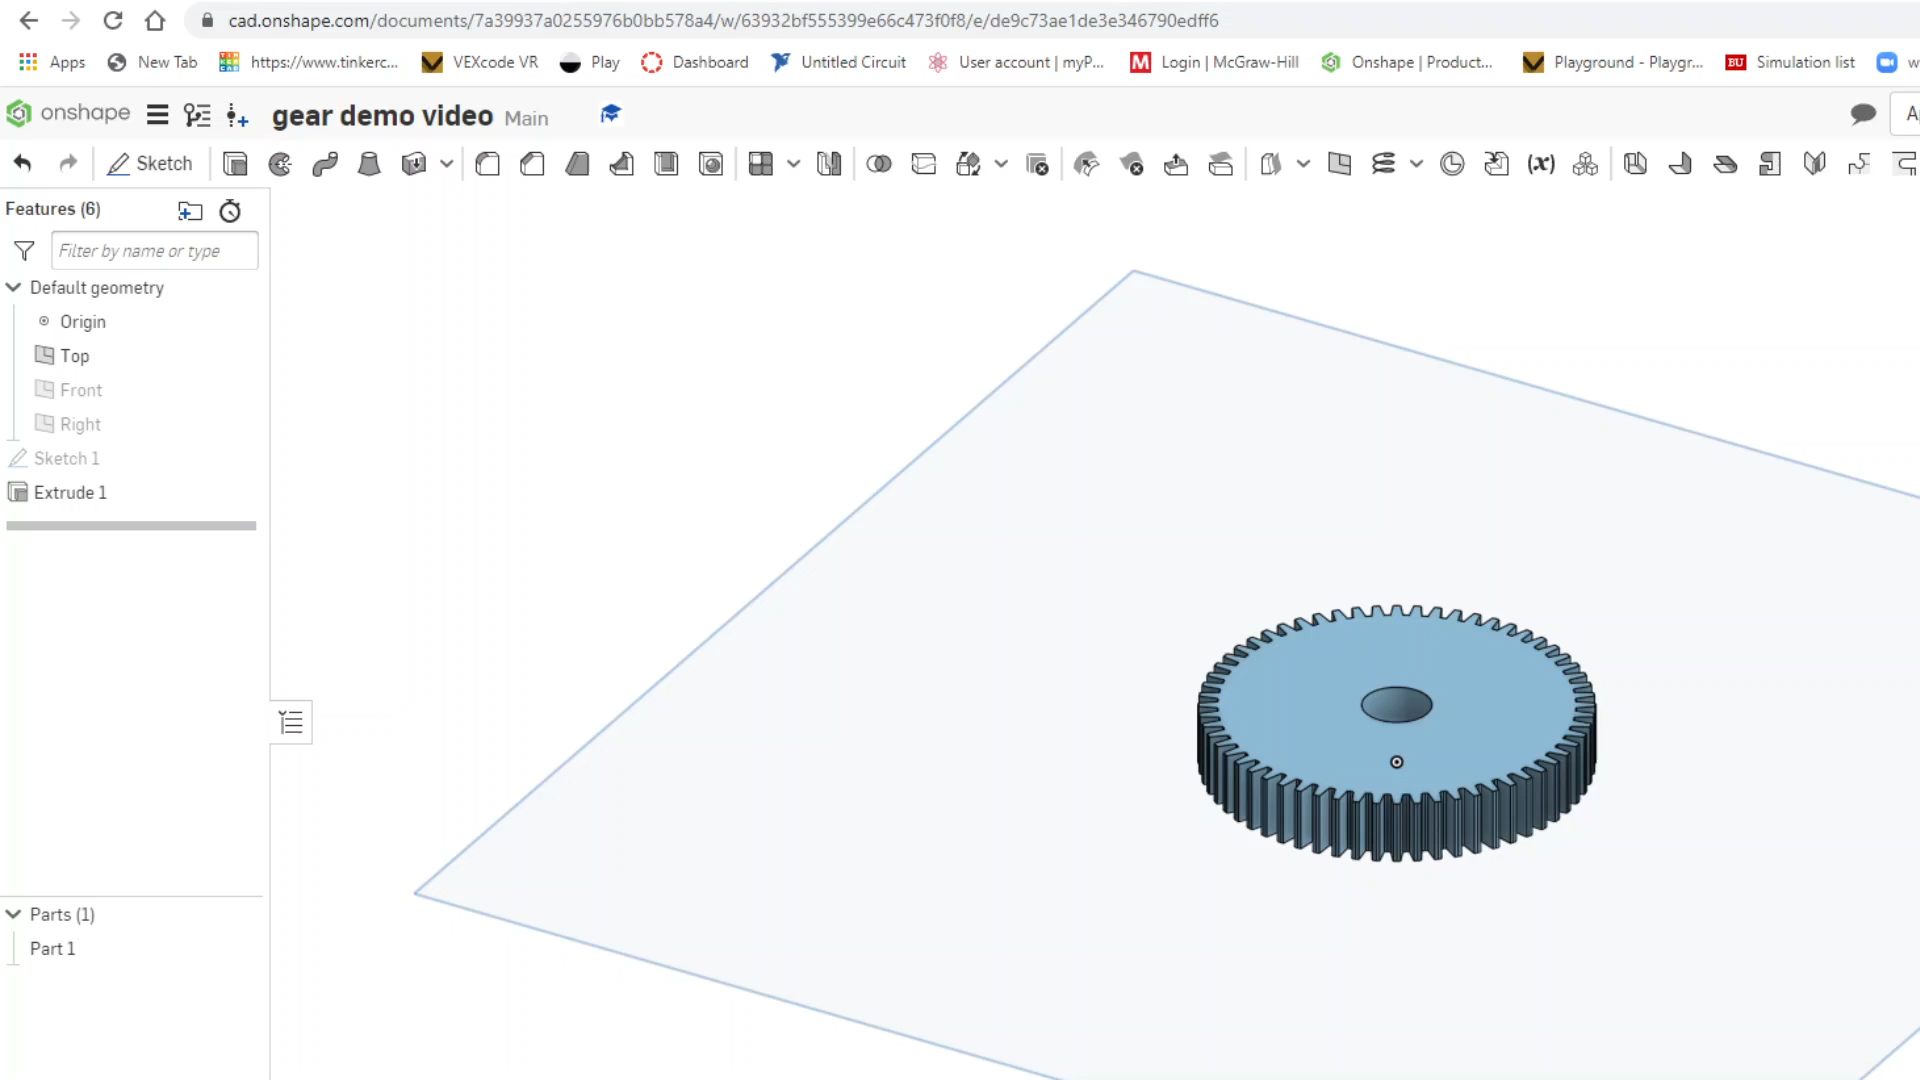 cad.onshape.com/documents/7a39937a0255976b0bb578a4/w/63932bf555399e66c473f0f8/e/de9c73ae1de3e346790edff6
Apps New Tab https://www.tinkerc... VEXcode VR Play Dashboard Untitled Circuit User account | myP... M Login | McGraw-Hill Onshape | Product... Playground - Playgr... BU Simulation list w
onshape gear demo video Main A
Sketch (x)
Features (6)
Filter by name or type
Default geometry
Origin
Top
Front
Right
Sketch 1
Extrude 1
Parts (1)
Part 1